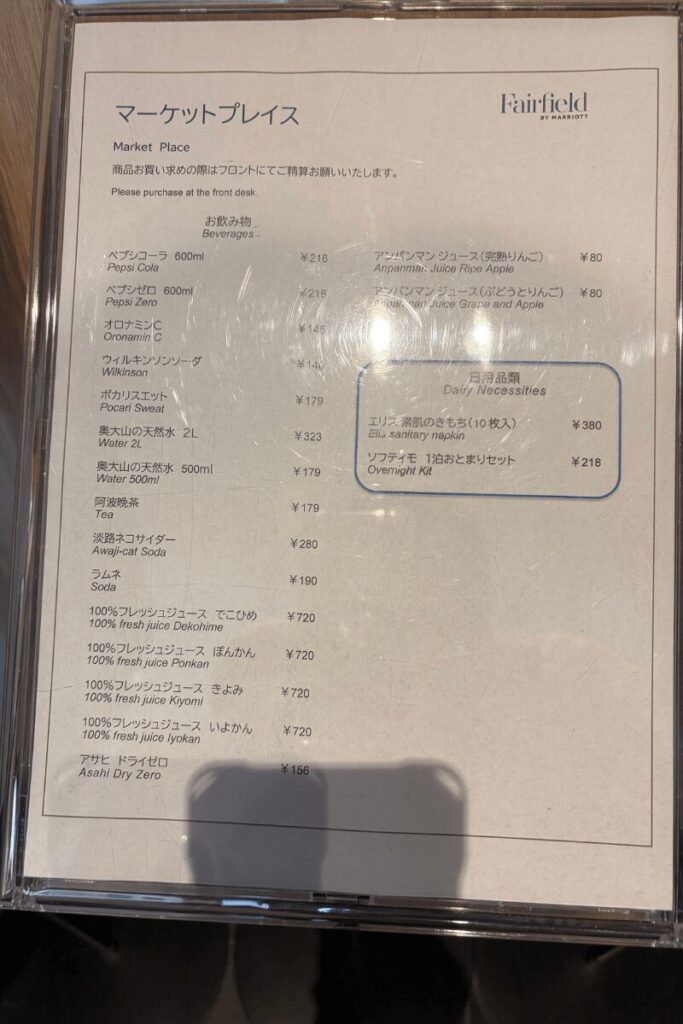 マーケットプレイス
Fairfield
BY MARRIOTT
Market Place
商品お買い求めの際はフロントにてご精算お願いいたします。
Please purchase at the front desk.
お飲み物
Beverages
ペプシコーラ 600ml ¥216
Pepsi Cola
ペプシゼロ 600ml ¥216
Pepsi Zero
オロナミンC ¥145
Oronamin C
ウィルキンソンソーダ ¥140
Wilkinson
ポカリスエット ¥179
Pocari Sweat
奥大山の天然水 2L ¥323
Water 2L
奥大山の天然水 500ml ¥179
Water 500ml
阿波晩茶 ¥179
Tea
淡路ネコサイダー ¥280
Awaji-cat Soda
ラムネ ¥190
Soda
100%フレッシュジュース でこひめ ¥720
100% fresh juice Dekohime
100%フレッシュジュース ぽんかん ¥720
100% fresh juice Ponkan
100%フレッシュジュース きよみ ¥720
100% fresh juice Kiyomi
100%フレッシュジュース いよかん ¥720
100% fresh juice Iyokan
アサヒ ドライゼロ ¥156
Asahi Dry Zero
アンパンマン ジュース(完熟りんご) ¥80
Anpanman Juice Ripe Apple
アンパンマン ジュース(ぶどうとりんご) ¥80
Anpanman Juice Grape and Apple
日用品類
Dairy Necessities
エリス 素肌のきもち(10枚入) ¥380
Elis sanitary napkin
ソフティモ 1泊おとまりセット ¥218
Overnight Kit